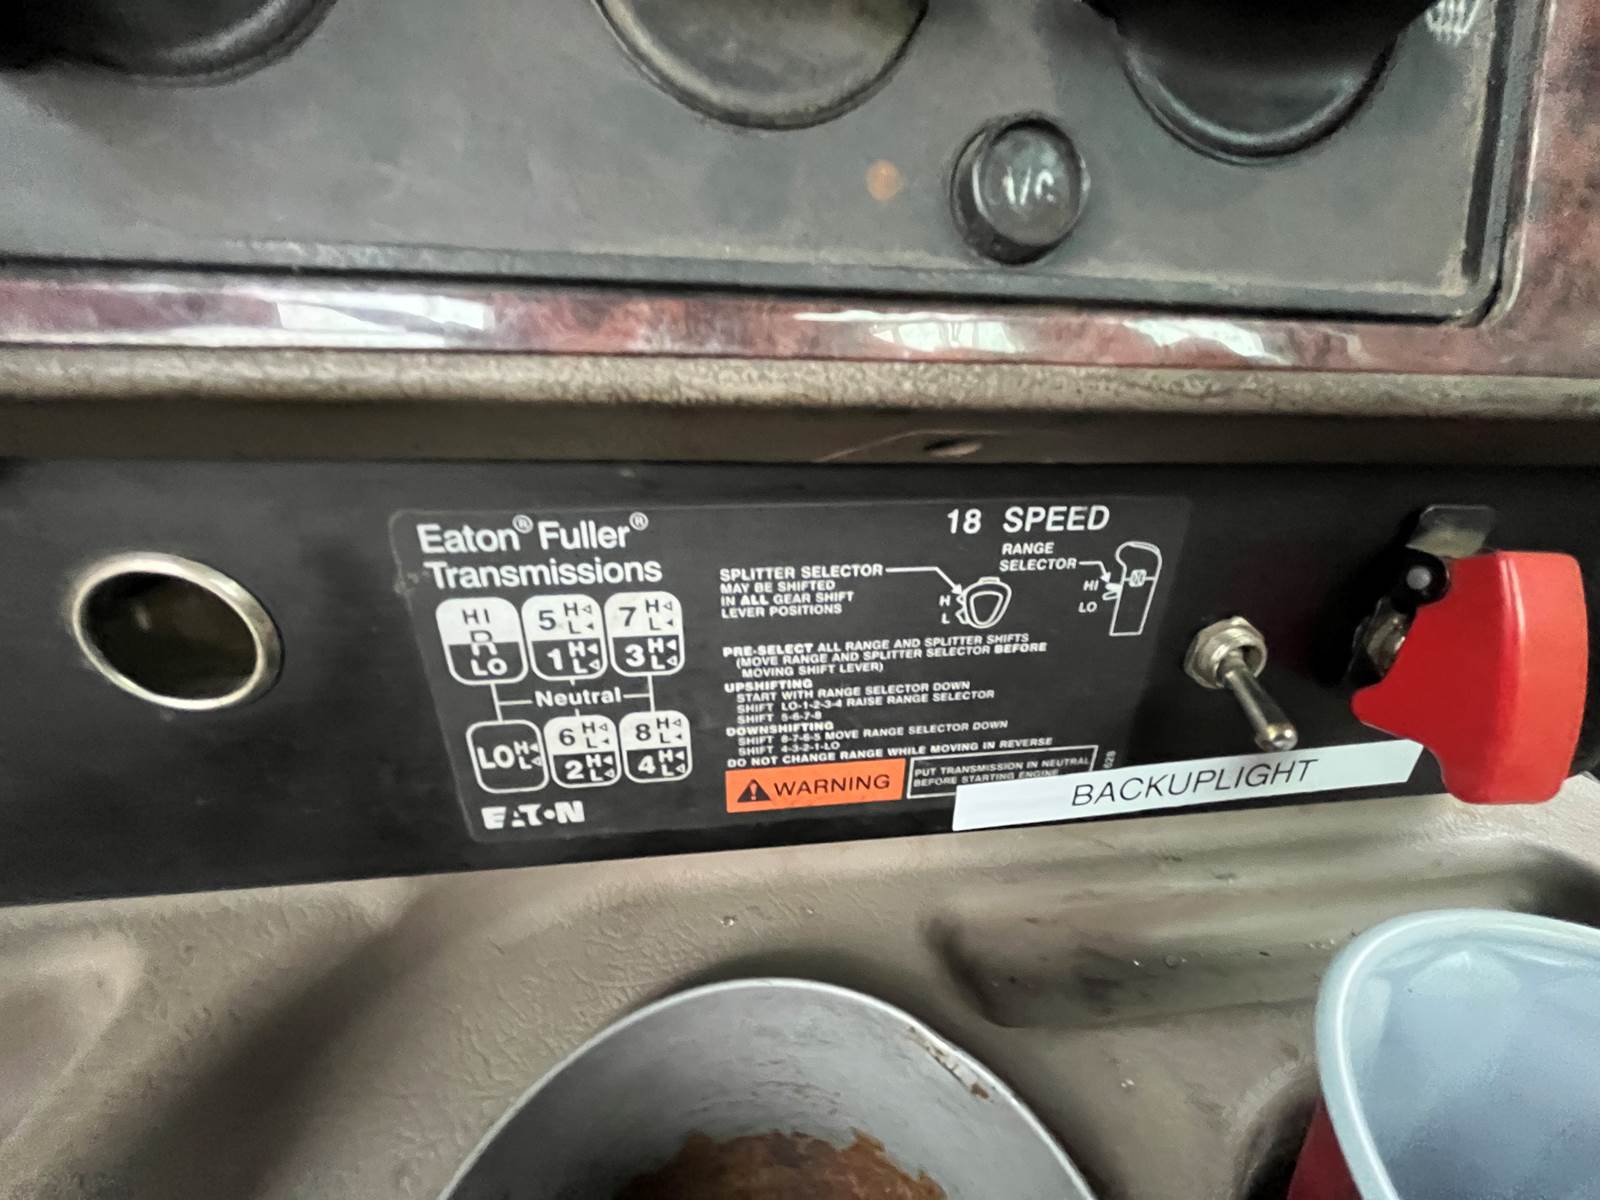 A/C
Eaton® Fuller®
Transmissions
HI
R
LO
5 H L
1 H L
7 H L
3 H L
Neutral
LO H L
6 H L
2 H L
8 H L
4 H L
EATON
18 SPEED
SPLITTER SELECTOR
MAY BE SHIFTED
IN ALL GEAR SHIFT
LEVER POSITIONS
H
L
RANGE
SELECTOR
HI
LO
PRE-SELECT ALL RANGE AND SPLITTER SHIFTS
(MOVE RANGE AND SPLITTER SELECTOR BEFORE
MOVING SHIFT LEVER)
UPSHIFTING
START WITH RANGE SELECTOR DOWN
SHIFT LO-1-2-3-4 RAISE RANGE SELECTOR
SHIFT 5-6-7-8
DOWNSHIFTING
SHIFT 8-7-6-5 MOVE RANGE SELECTOR DOWN
SHIFT 4-3-2-1-LO
DO NOT CHANGE RANGE WHILE MOVING IN REVERSE
WARNING
PUT TRANSMISSION IN NEUTRAL
BEFORE STARTING ENGINE
BACKUPLIGHT